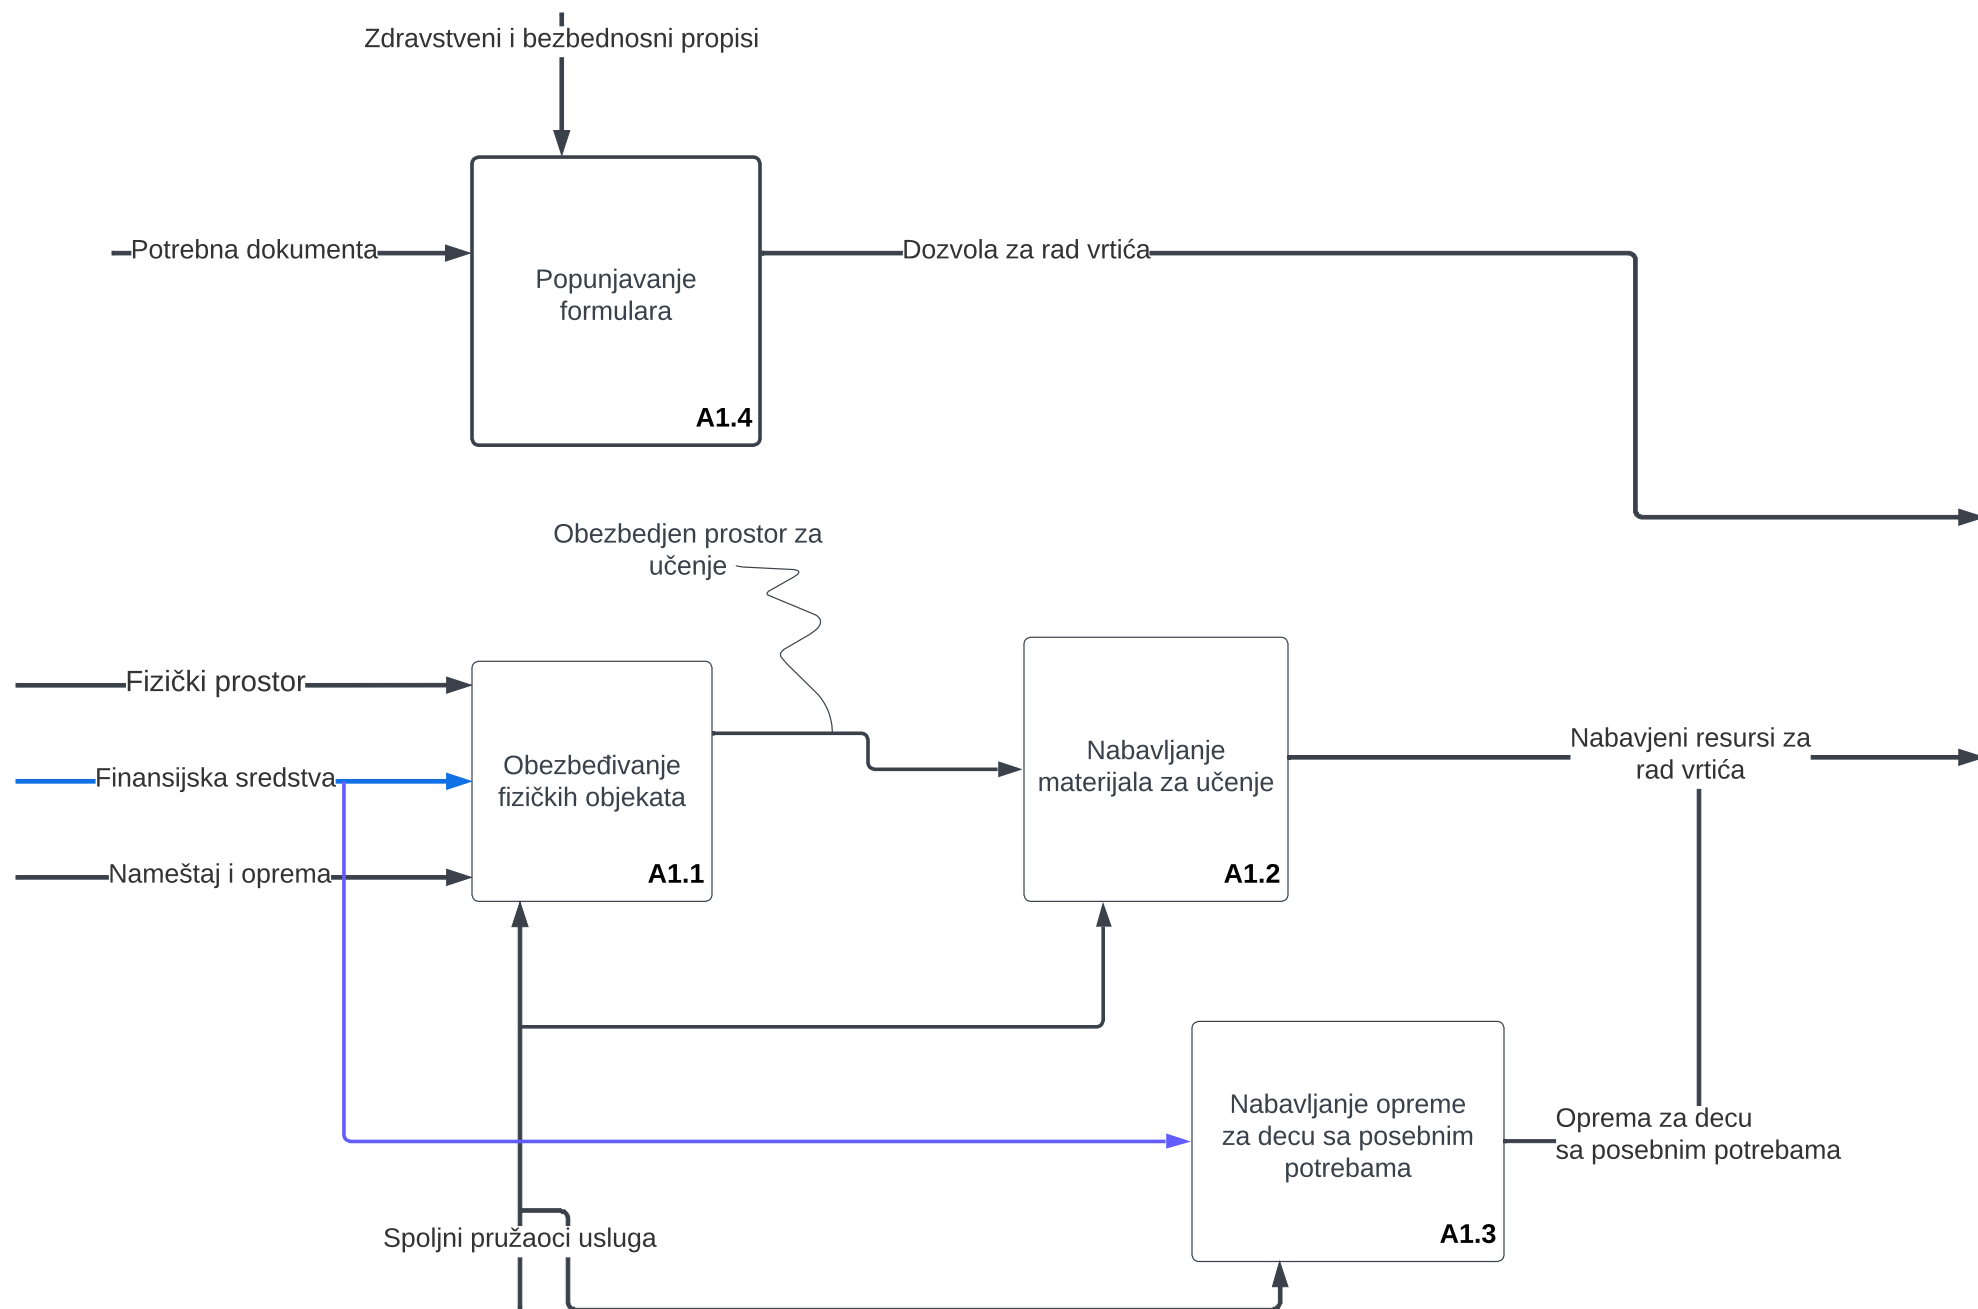 Zdravstveni i bezbednosni propisi
Potrebna dokumenta
Dozvola za rad vrtića
Popunjavanje
formulara
A1.4
Obezbedjen prostor za
učenje
Fizički prostor
Finansijska sredstva
Nameštaj i oprema
Obezbeđivanje
fizičkih objekata
A1.1
Nabavljanje
materijala za učenje
A1.2
Nabavjeni resursi za
rad vrtića
Nabavljanje opreme
za decu sa posebnim
potrebama
A1.3
Oprema za decu
sa posebnim potrebama
Spoljni pružaoci usluga